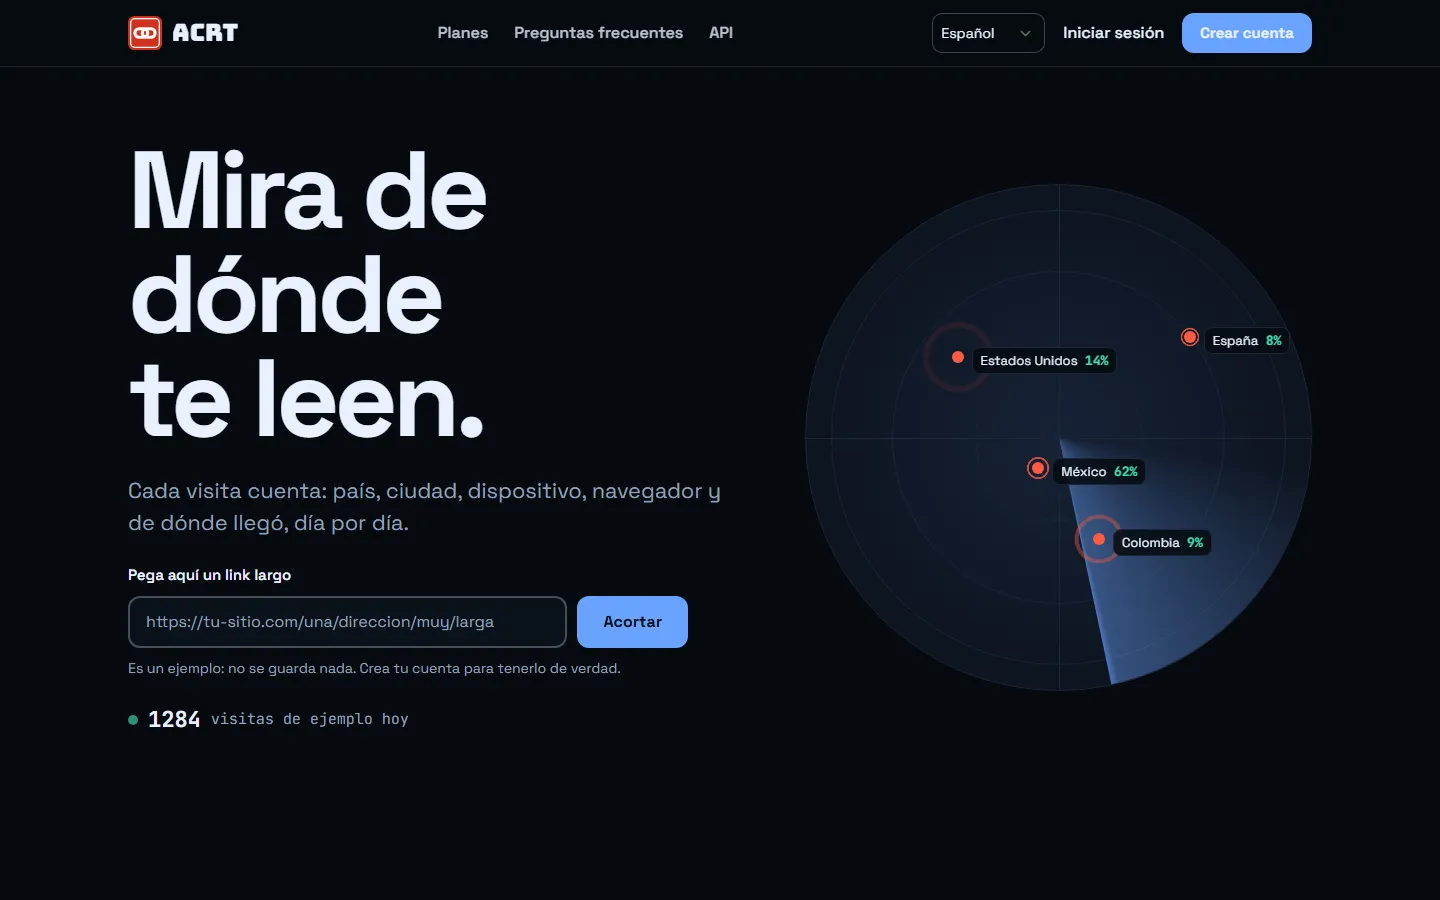 ACRT
Planes
Preguntas frecuentes
API
Español
Iniciar sesión
Crear cuenta
Mira de
dónde
te leen.
Cada visita cuenta: país, ciudad, dispositivo, navegador y
de dónde llegó, día por día.
Pega aquí un link largo
https://tu-sitio.com/una/direccion/muy/larga
Acortar
Es un ejemplo: no se guarda nada. Crea tu cuenta para tenerlo de verdad.
1284 visitas de ejemplo hoy
España 8%
Estados Unidos 14%
México 62%
Colombia 9%